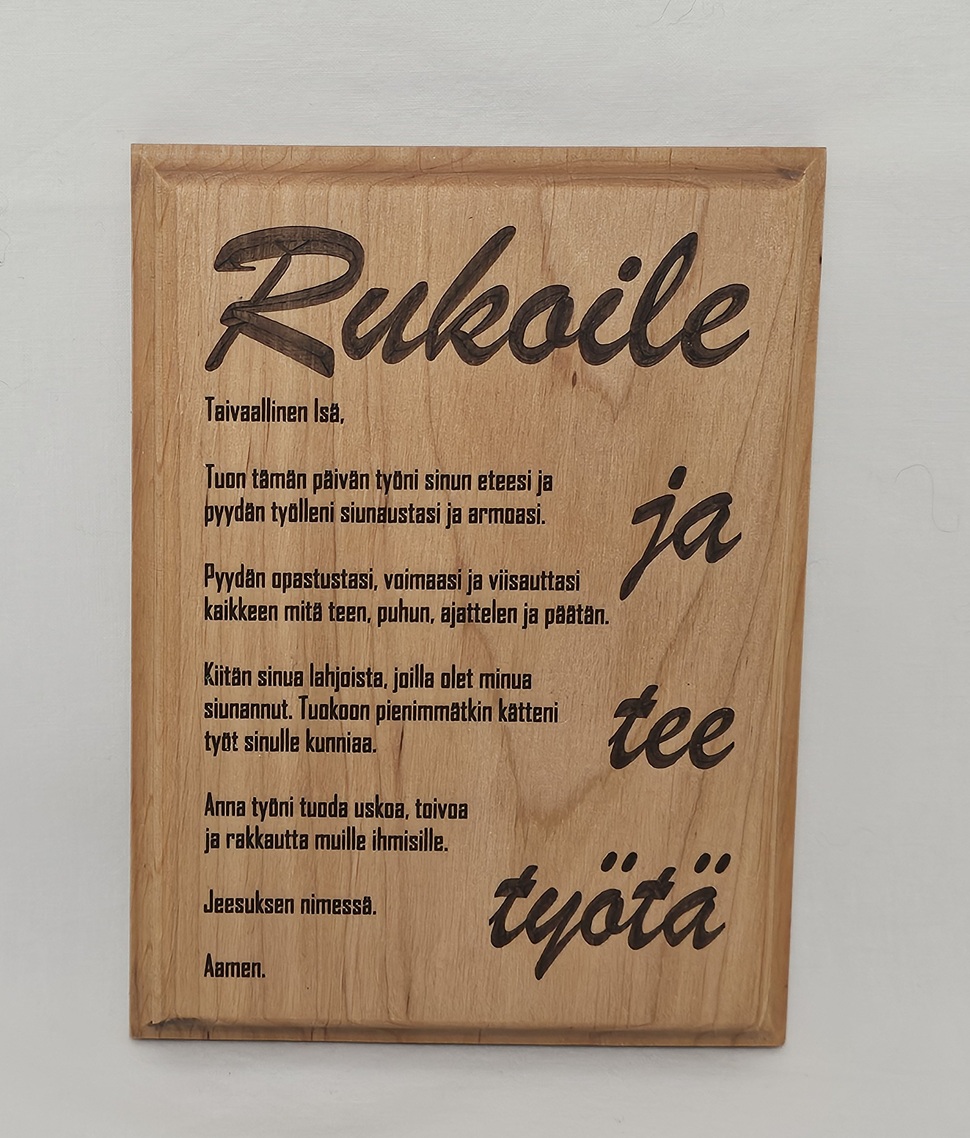 Rukoile
Taivaallinen Isä,
Tuon tämän päivän työni sinun eteesi ja
pyydän työlleni siunaustasi ja armoasi.
ja
Pyydän opastustasi, voimaasi ja viisauttasi
kaikkeen mitä teen, puhun, ajattelen ja päätän.
Kiitän sinua lahjoista, joilla olet minua
siunannut. Tuokoon pienimmätkin kätteni
työt sinulle kunniaa.
tee
Anna työni tuoda uskoa, toivoa
ja rakkautta muille ihmisille.
Jeesuksen nimessä.
työtä
Aamen.